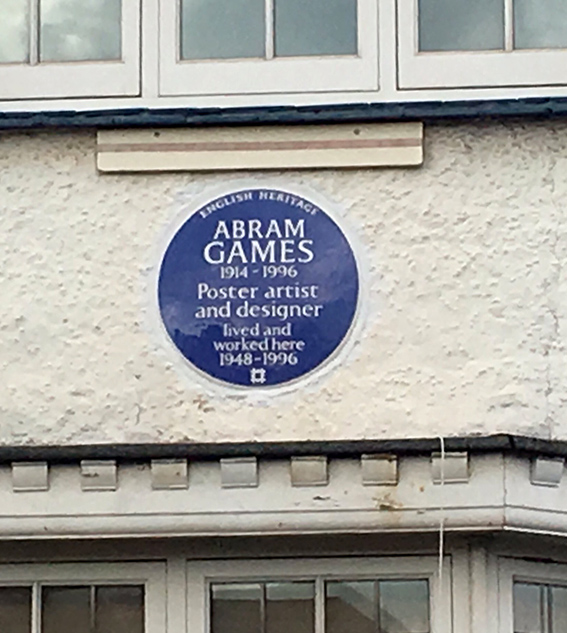 ENGLISH HERITAGE
ABRAM
GAMES
1914-1996
Poster artist
and designer
lived and
worked here
1948-1996